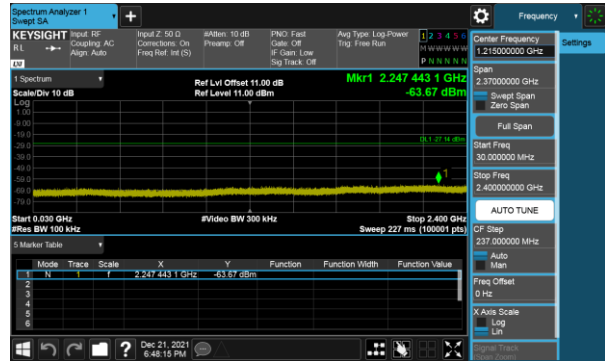 Spectrum Analyzer 1
Swept SA
Frequency
KEYSIGHT
RL
LW
Input: RF
Coupling: AC
Align: Auto
Input Z: 50 Ω
Corrections: On
Freq Ref: Int (S)
#Atten: 10 dB
Preamp: Off
PNO: Fast
Gate: Off
IF Gain: Low
Sig Track: Off
Avg Type: Log-Power
Trig: Free Run
1 2 3 4 5 6
M W W W W W
P N N N N N
Center Frequency
1.215000000 GHz
Settings
1 Spectrum
Scale/Div 10 dB
Ref Lvl Offset 11.00 dB
Ref Level 11.00 dBm
Mkr1 2.247 443 1 GHz
-63.67 dBm
Log
1.00
-9.00
-19.0
-29.0
-39.0
-49.0
-59.0
-69.0
-79.0
DL1 -27.14 dBm
1
Start 0.030 GHz
#Res BW 100 kHz
#Video BW 300 kHz
Stop 2.400 GHz
Sweep 227 ms (100001 pts)
Span
2.37000000 GHz
Swept Span
Zero Span
Full Span
Start Freq
30.000000 MHz
Stop Freq
2.400000000 GHz
AUTO TUNE
CF Step
237.000000 MHz
Auto
Man
Freq Offset
0 Hz
X Axis Scale
Log
Lin
Signal Track
(Span Zoom)
5 Marker Table
Mode Trace Scale X Y Function Function Width Function Value
1 N 1 f 2.247 443 1 GHz -63.67 dBm
2
3
4
5
6
?
Dec 21, 2021
6:48:15 PM